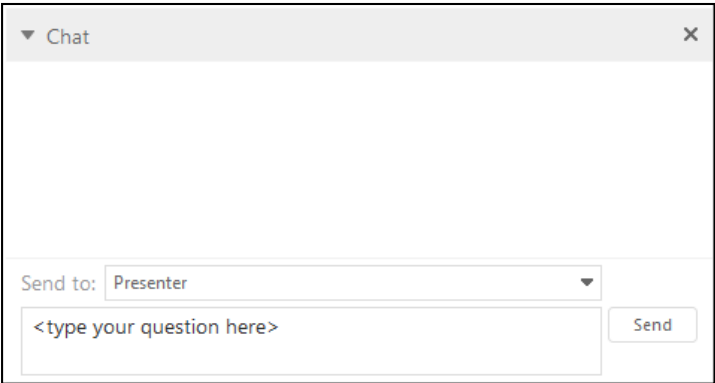 Chat
Send to: Presenter
<type your question here>
Send